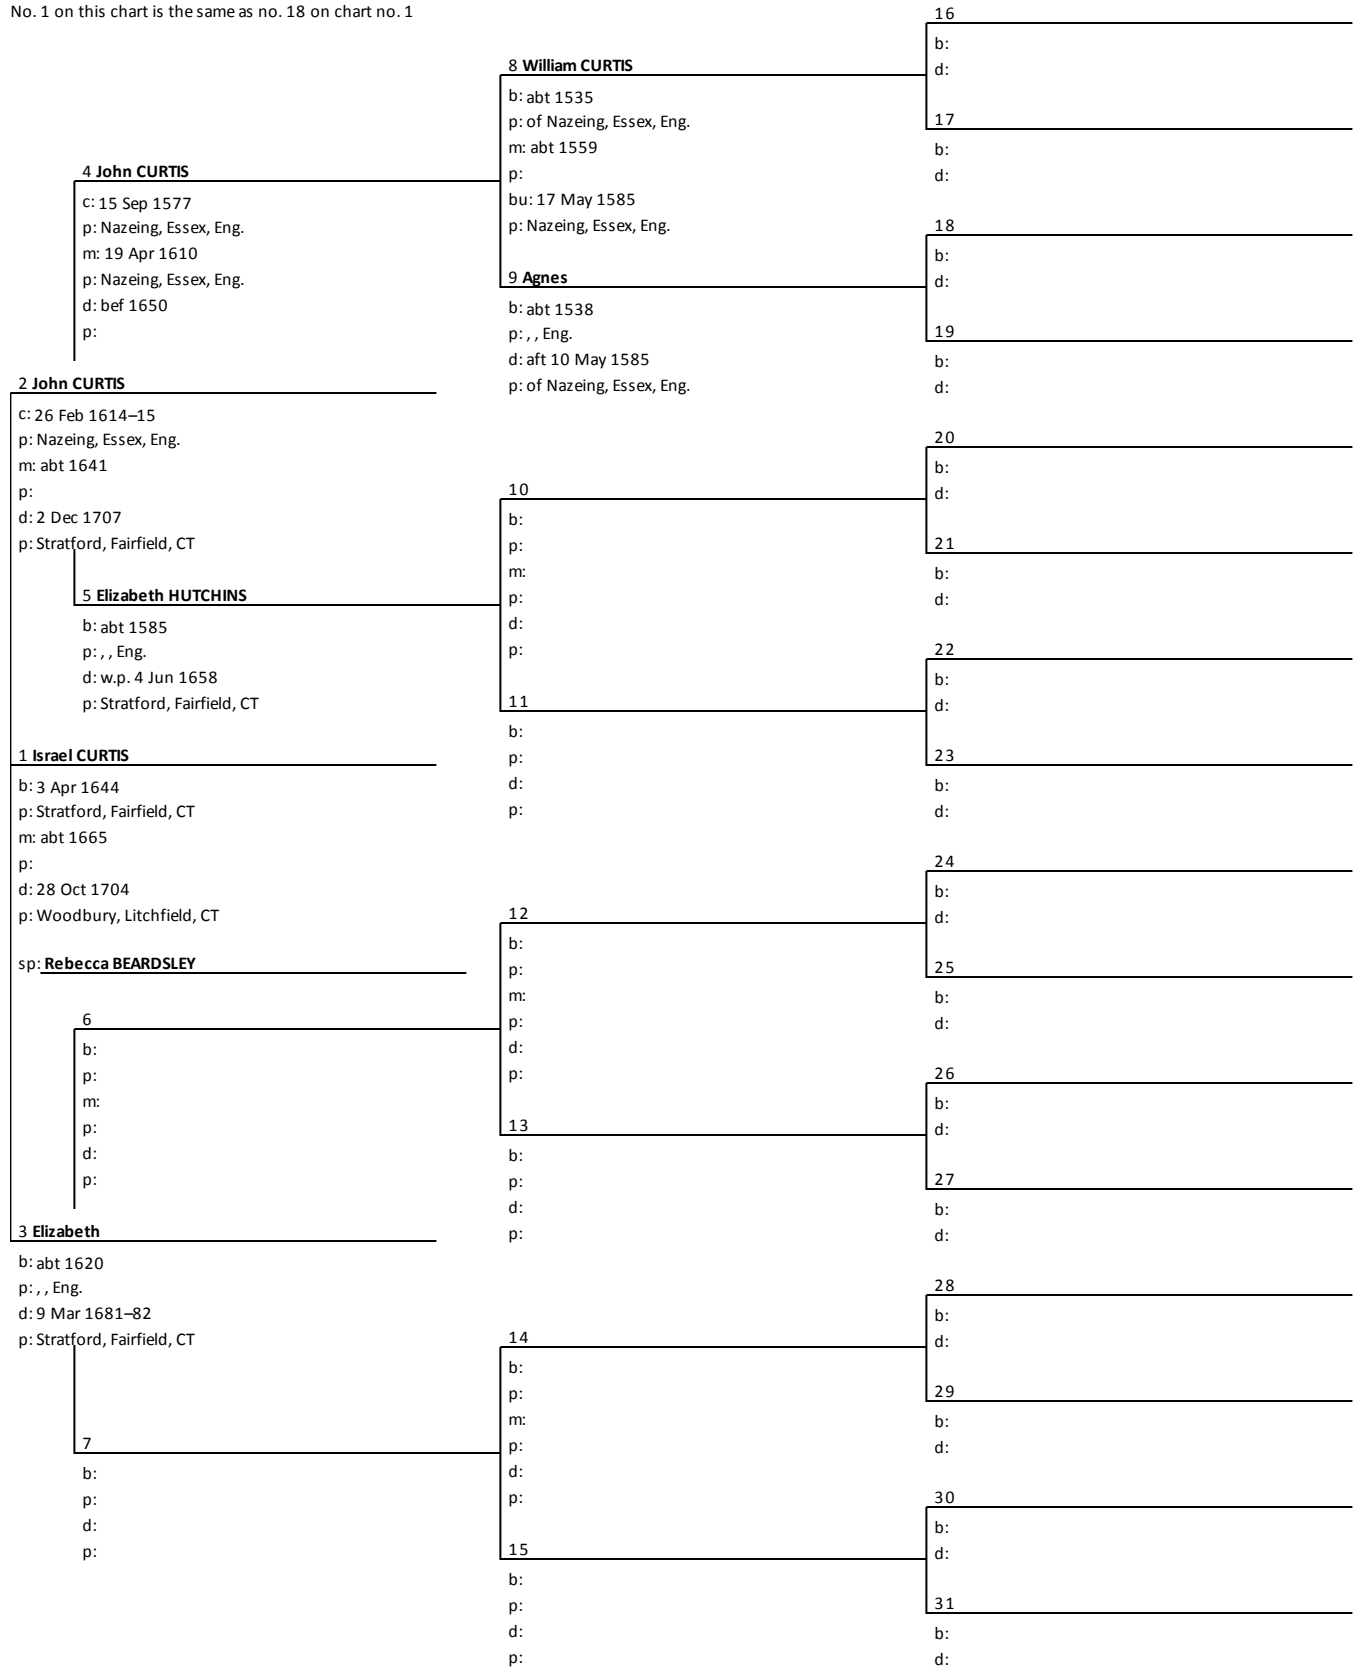 No. 1 on this chart is the same as no. 18 on chart no. 1
16
b:
d:
8 William CURTIS
b: abt 1535
p: of Nazeing, Essex, Eng.
m: abt 1559
p:
bu: 17 May 1585
p: Nazeing, Essex, Eng.
17
b:
d:
4 John CURTIS
c: 15 Sep 1577
p: Nazeing, Essex, Eng.
m: 19 Apr 1610
p: Nazeing, Essex, Eng.
d: bef 1650
p:
18
b:
d:
9 Agnes
b: abt 1538
p: , , Eng.
d: aft 10 May 1585
p: of Nazeing, Essex, Eng.
19
b:
d:
2 John CURTIS
c: 26 Feb 1614–15
p: Nazeing, Essex, Eng.
m: abt 1641
p:
d: 2 Dec 1707
p: Stratford, Fairfield, CT
20
b:
d:
10
b:
p:
m:
p:
d:
p:
21
b:
d:
5 Elizabeth HUTCHINS
b: abt 1585
p: , , Eng.
d: w.p. 4 Jun 1658
p: Stratford, Fairfield, CT
22
b:
d:
11
b:
p:
d:
p:
23
b:
d:
1 Israel CURTIS
b: 3 Apr 1644
p: Stratford, Fairfield, CT
m: abt 1665
p:
d: 28 Oct 1704
p: Woodbury, Litchfield, CT
sp: Rebecca BEARDSLEY
24
b:
d:
12
b:
p:
m:
p:
d:
p:
25
b:
d:
6
b:
p:
m:
p:
d:
p:
26
b:
d:
13
b:
p:
d:
p:
27
b:
d:
3 Elizabeth
b: abt 1620
p: , , Eng.
d: 9 Mar 1681–82
p: Stratford, Fairfield, CT
28
b:
d:
14
b:
p:
m:
p:
d:
p:
29
b:
d:
7
b:
p:
d:
p:
30
b:
d:
15
b:
p:
d:
p:
31
b:
d: